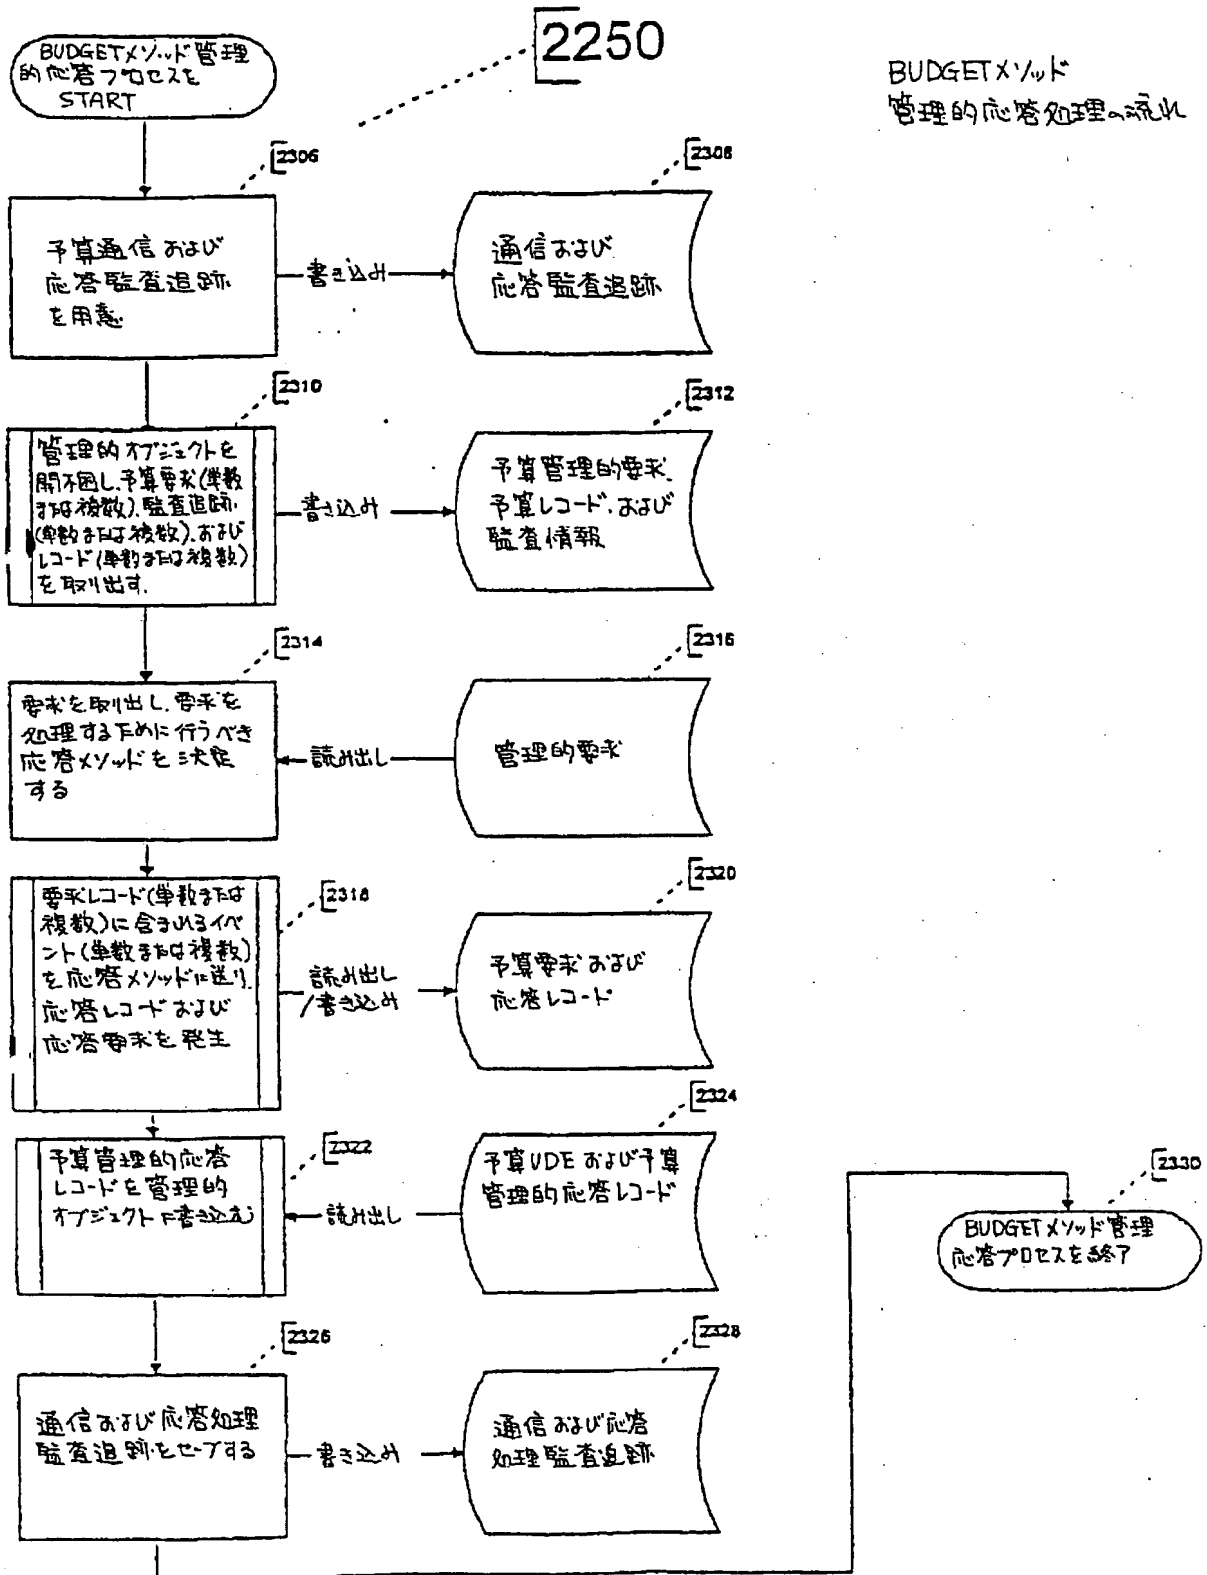 2250
BUDGETメソッド管理
的応答プロセスを
START
BUDGETメソッド
管理的応答処理の流れ
2306
2308
予算通信および
応答監査追跡
を用意
書き込み
通信および
応答監査追跡
2310
2312
管理的オブジェクトを
開梱し、予算要求(単数
または複数)、監査追跡
(単数または複数)、および
レコード(単数または複数)
を取り出す.
書き込み
予算管理的要求、
予算レコード、および
監査情報
2314
2316
要求を取出し、要求を
処理するために行うべき
応答メソッドを決定
する
読み出し
管理的要求
2318
2320
要求レコード(単数または
複数)に含まれるイベ
ント(単数または複数)
を応答メソッドに送り、
応答レコードおよび
応答要求を発生
読み出し
/書き込み
予算要求および
応答レコード
2322
2324
予算管理的応答
レコードを管理的
オブジェクトに書き込む
読み出し
予算UDEおよび予算
管理的応答レコード
2330
BUDGETメソッド管理
応答プロセスを終了
2326
2328
通信および応答処理
監査追跡をセーブする
書き込み
通信および応答
処理監査追跡